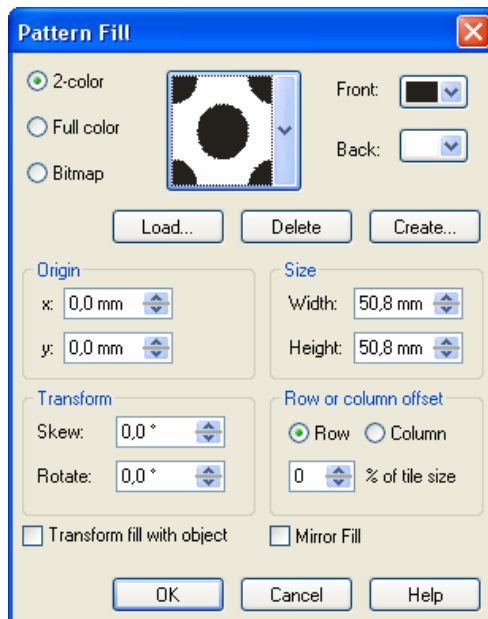 Pattern Fill
2-color
Front:
Full color
Back:
Bitmap
Load... Delete Create...
Origin
x: 0,0 mm
y: 0,0 mm
Size
Width: 50,8 mm
Height: 50,8 mm
Transform
Skew: 0,0 °
Rotate: 0,0 °
Row or column offset
Row Column
0 % of tile size
Transform fill with object
Mirror Fill
OK Cancel Help